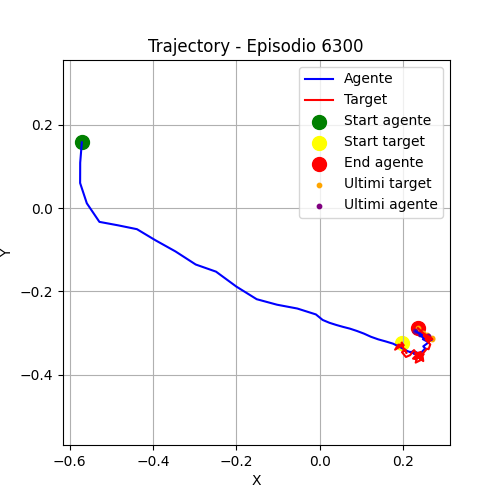 Trajectory - Episodio 6300
Agente
Target
Start agente
Start target
End agente
Ultimi target
Ultimi agente
0.2
0.0
−0.2
−0.4
Y
−0.6
−0.4
−0.2
0.0
0.2
X